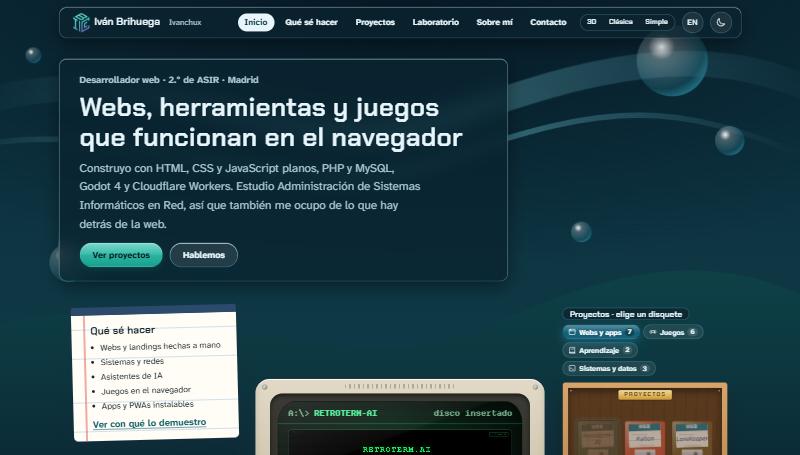 Iván Brihuega Ivanchux Inicio Qué sé hacer Proyectos Laboratorio Sobre mí Contacto 3D Clásica Simple EN
Desarrollador web · 2.º de ASIR · Madrid
Webs, herramientas y juegos
que funcionan en el navegador
Construyo con HTML, CSS y JavaScript planos, PHP y MySQL,
Godot 4 y Cloudflare Workers. Estudio Administración de Sistemas
Informáticos en Red, así que también me ocupo de lo que hay
detrás de la web.
Ver proyectos Hablemos
Qué sé hacer
• Webs y landings hechas a mano
• Sistemas y redes
• Asistentes de IA
• Juegos en el navegador
• Apps y PWAs instalables
Ver con qué lo demuestro
Proyectos · elige un disquete
Webs y apps 7 Juegos 6
Aprendizaje 2
Sistemas y datos 3
A:\> RETROTERM-AI disco insertado
RETROTERM.AI
PROYECTOS